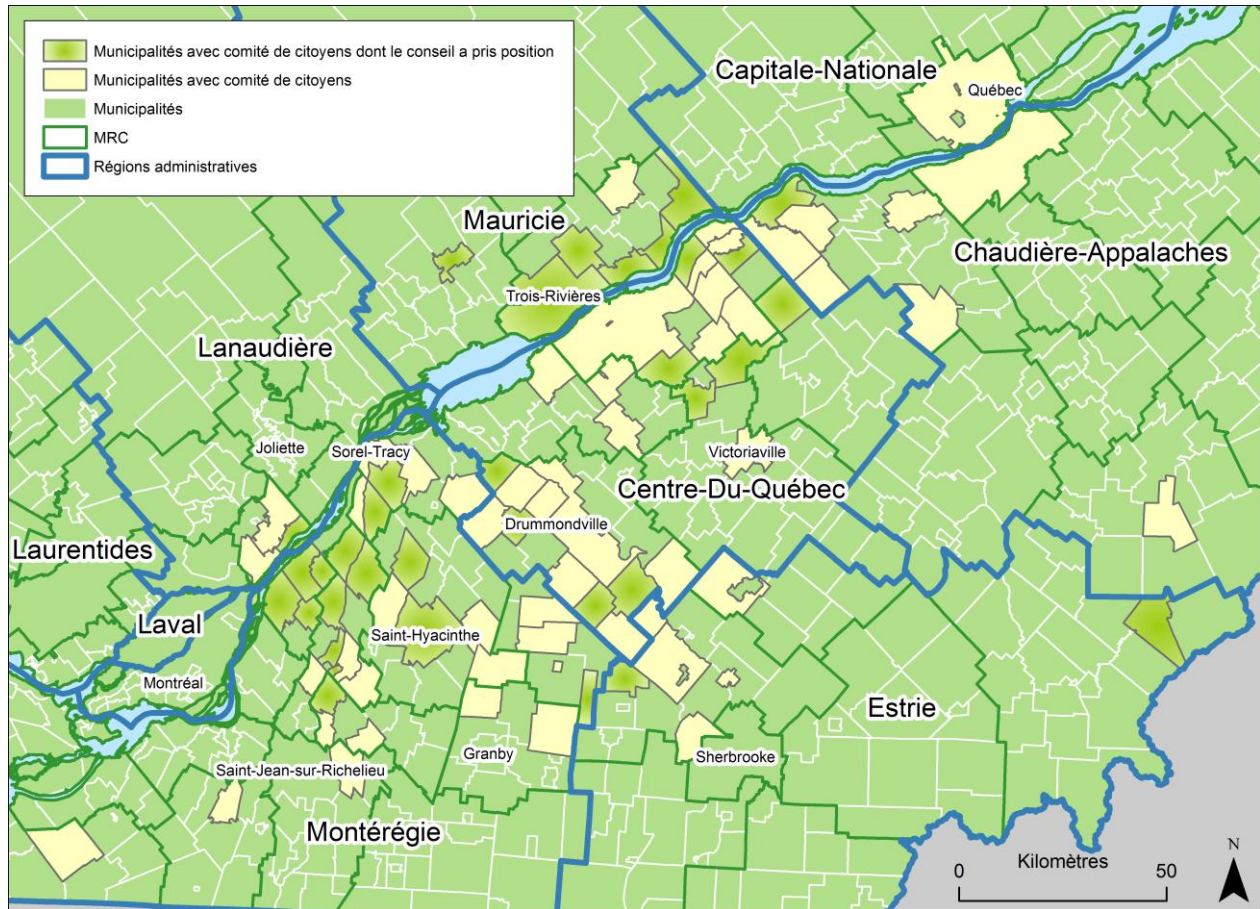 Municipalités avec comité de citoyens dont le conseil a pris position
Municipalités avec comité de citoyens
Municipalités
MRC
Régions administratives
Capitale-Nationale
Québec
Mauricie
Chaudière-Appalaches
Trois-Rivières
Lanaudière
Joliette
Sorel-Tracy
Victoriaville
Centre-Du-Québec
Drummondville
Laurentides
Laval
Saint-Hyacinthe
Montréal
Estrie
Granby
Sherbrooke
Saint-Jean-sur-Richelieu
Montérégie
Kilomètres
0 50
N